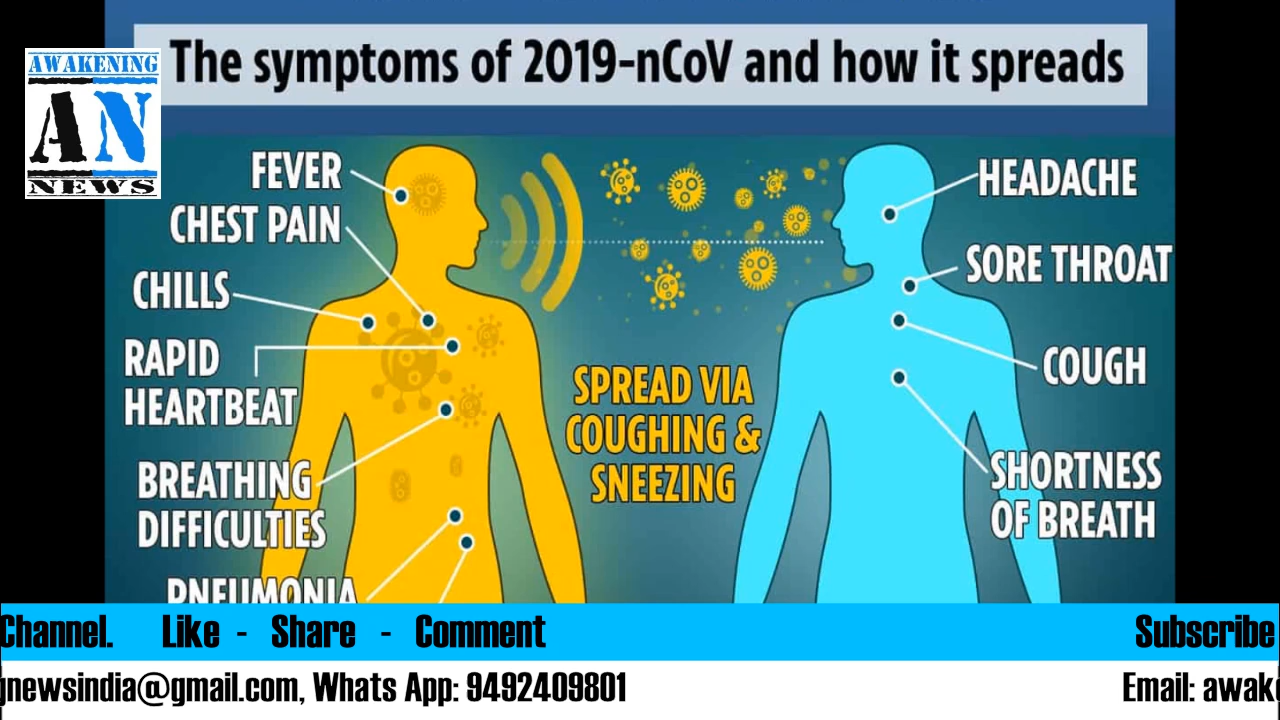 The symptoms of 2019-nCoV and how it spreads
AWAKENING
AN
NEWS
FEVER
CHEST PAIN
CHILLS
RAPID
HEARTBEAT
BREATHING
DIFFICULTIES
PNEUMONIA
SPREAD VIA
COUGHING &
SNEEZING
HEADACHE
SORE THROAT
COUGH
SHORTNESS
OF BREATH
Channel. Like - Share - Comment Subscribe
gnewsindia@gmail.com, Whats App: 9492409801 Email: awak